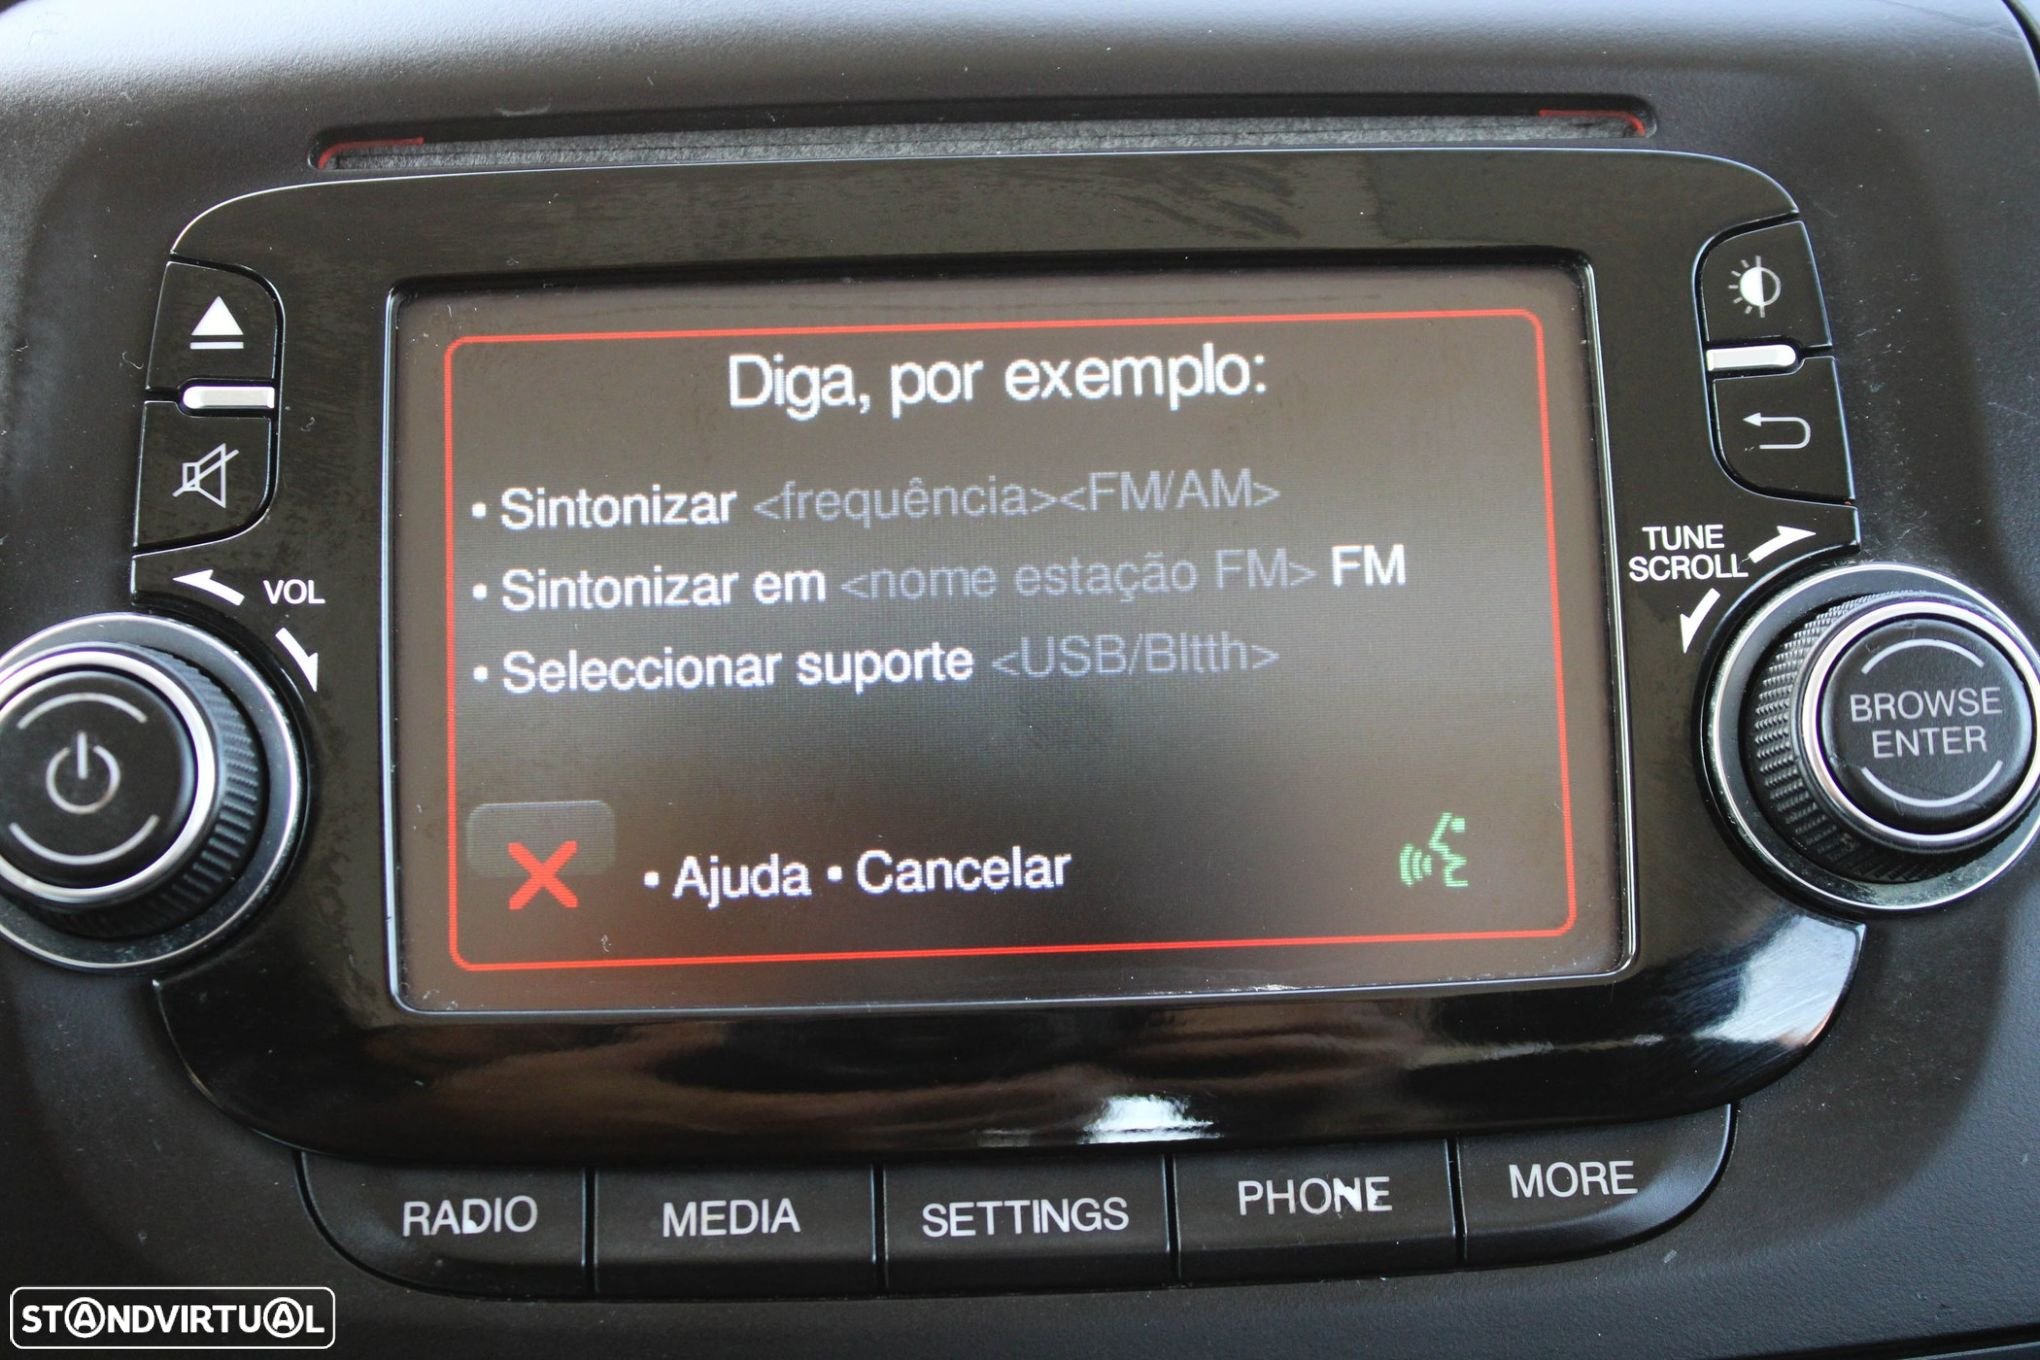 Diga, por exemplo:
• Sintonizar <frequência><FM/AM>
• Sintonizar em <nome estação FM> FM
• Seleccionar suporte <USB/Bltth>
• Ajuda • Cancelar
VOL
TUNE
SCROLL
BROWSE
ENTER
RADIO
MEDIA
SETTINGS
PHONE
MORE
STANDVIRTUAL